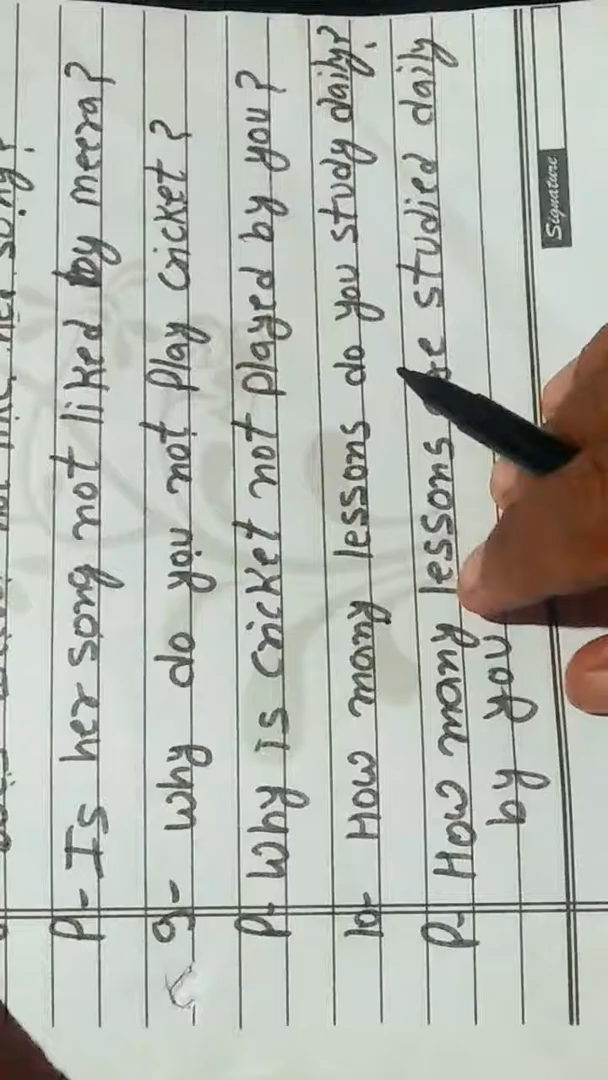 P- Is her song not liked by meera?
9- Why do you not Play cricket?
P- Why is cricket not played by you?
10- How many lessons do you study daily?
P- How many lessons studied daily
by you
Signature